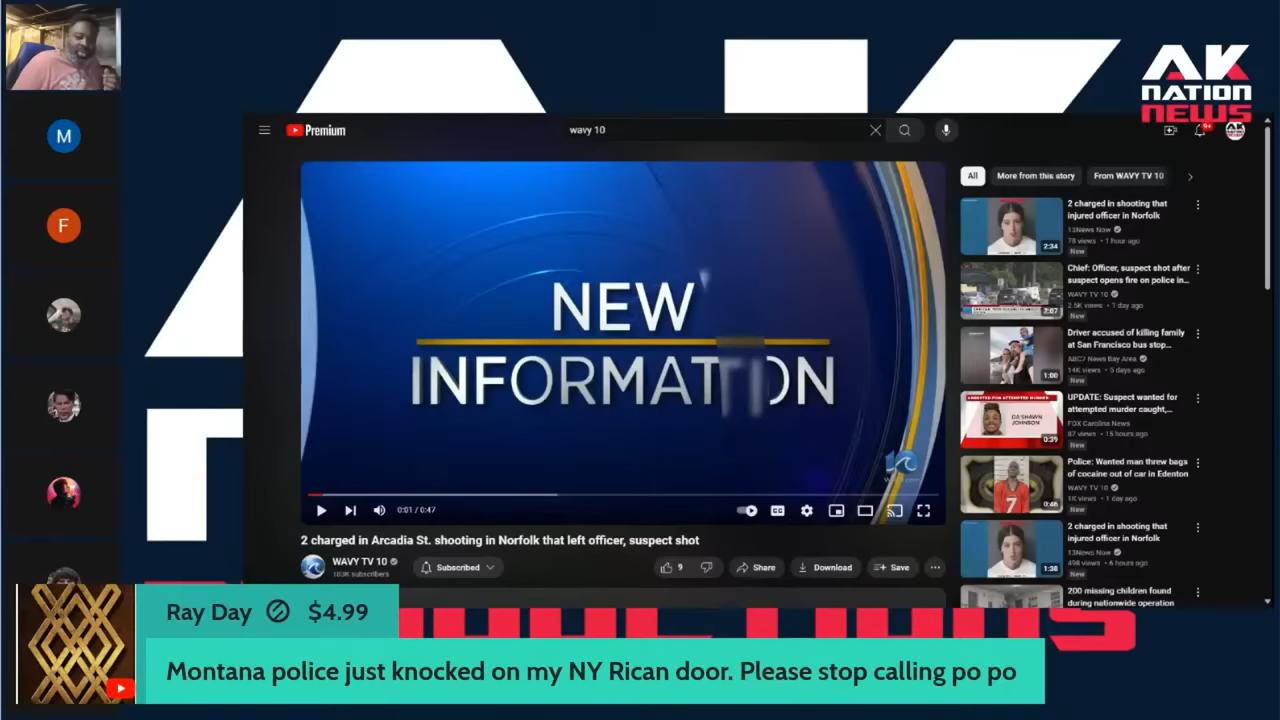 AK
NATION
NEWS
Premium
wavy 10
9+
NEW
INFORMATION
0:01 / 0:47
2 charged in Arcadia St. shooting in Norfolk that left officer, suspect shot
WAVY TV 10
183K subscribers
Subscribed
9
Share
Download
Save
All
More from this story
From WAVY TV 10
2 charged in shooting that
injured officer in Norfolk
13News Now
78 views • 1 hour ago
New
2:34
Chief: Officer, suspect shot after
suspect opens fire on police in...
WAVY TV 10
2.5K views • 1 day ago
New
2:07
Driver accused of killing family
at San Francisco bus stop...
ABC7 News Bay Area
14K views • 5 days ago
New
1:00
UPDATE: Suspect wanted for
attempted murder caught,...
FOX Carolina News
87 views • 15 hours ago
New
DA'SHAWN
JOHNSON
0:39
Police: Wanted man threw bags
of cocaine out of car in Edenton
WAVY TV 10
1K views • 1 day ago
New
7
0:46
2 charged in shooting that
injured officer in Norfolk
13News Now
498 views • 6 hours ago
New
1:38
200 missing children found
during nationwide operation
M
F
Ray Day $4.99
Montana police just knocked on my NY Rican door. Please stop calling po po